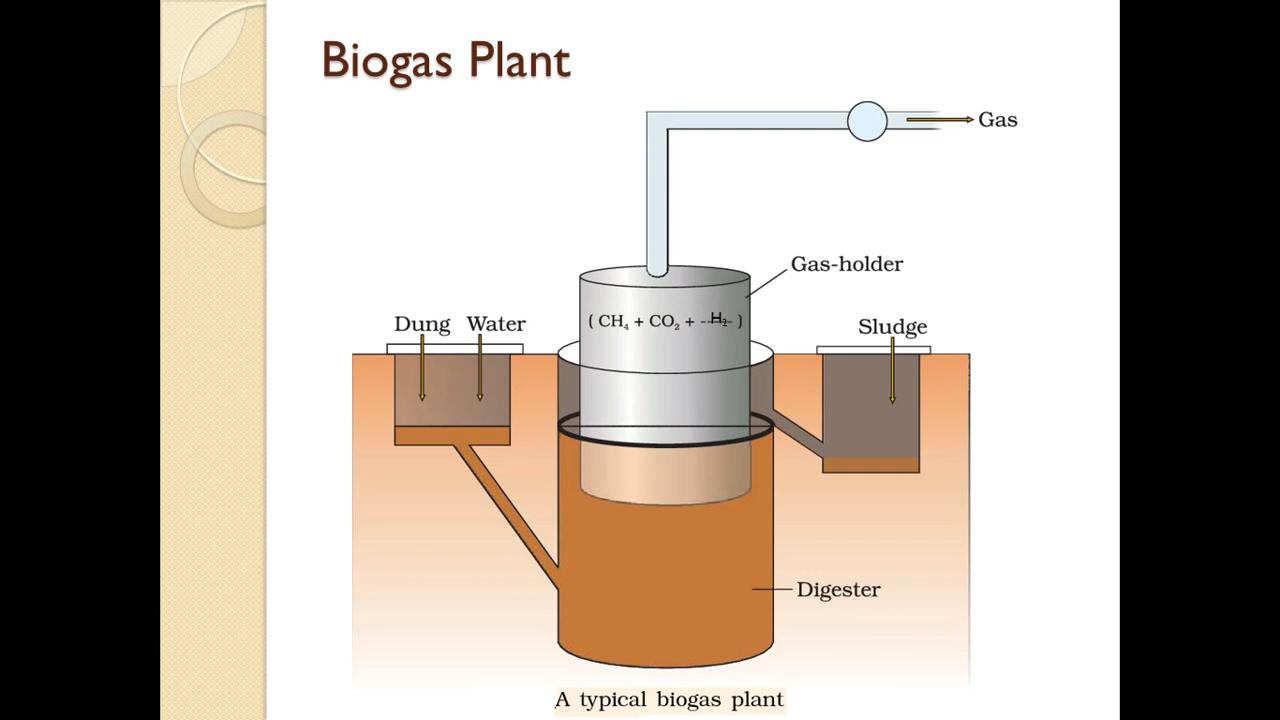 Biogas Plant
Gas
Gas-holder
( CH₄ + CO₂ + ---H₂-- )
Dung Water
Sludge
Digester
A typical biogas plant